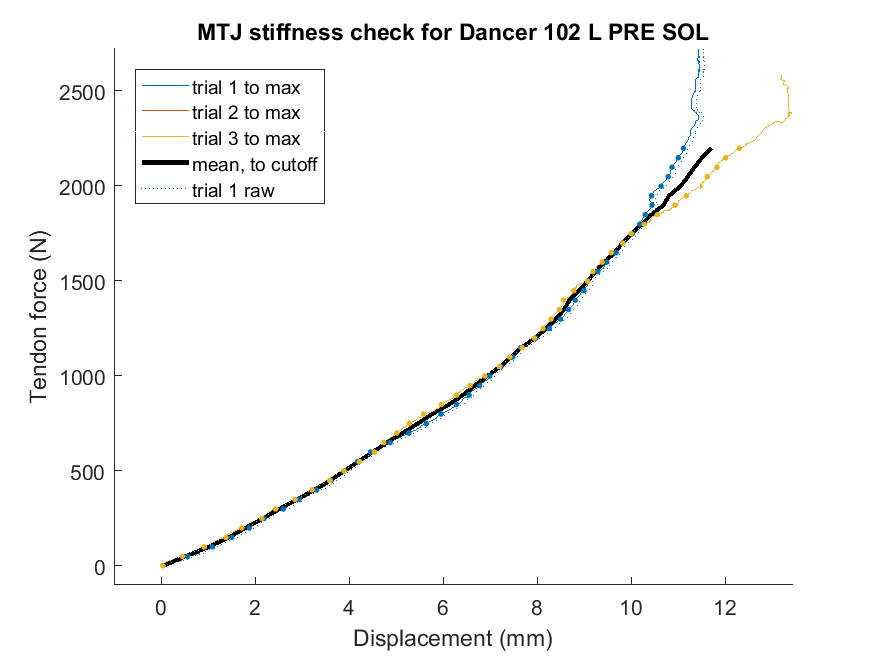 MTJ stiffness check for Dancer 102 L PRE SOL
trial 1 to max
trial 2 to max
trial 3 to max
mean, to cutoff
trial 1 raw
2500
2000
1500
1000
500
0
Tendon force (N)
0 2 4 6 8 10 12
Displacement (mm)